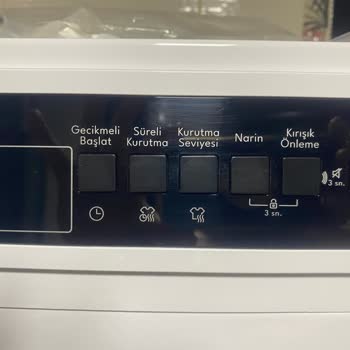 Gecikmeli
Başlat
Süreli
Kurutma
Kurutma
Seviyesi
Narin
Kırışık
Önleme
3 sn.
3 sn.